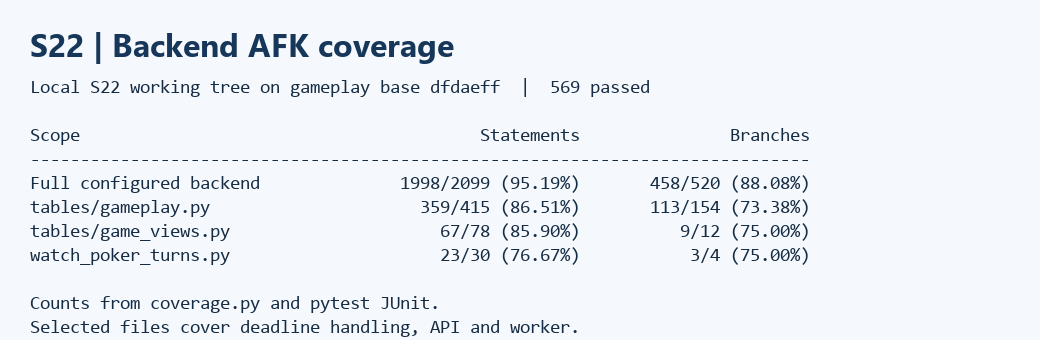 S22 | Backend AFK coverage
Local S22 working tree on gameplay base dfdaeff | 569 passed
Scope Statements Branches
------------------------------------------------------------------------------
Full configured backend 1998/2099 (95.19%) 458/520 (88.08%)
tables/gameplay.py 359/415 (86.51%) 113/154 (73.38%)
tables/game_views.py 67/78 (85.90%) 9/12 (75.00%)
watch_poker_turns.py 23/30 (76.67%) 3/4 (75.00%)
Counts from coverage.py and pytest JUnit.
Selected files cover deadline handling, API and worker.